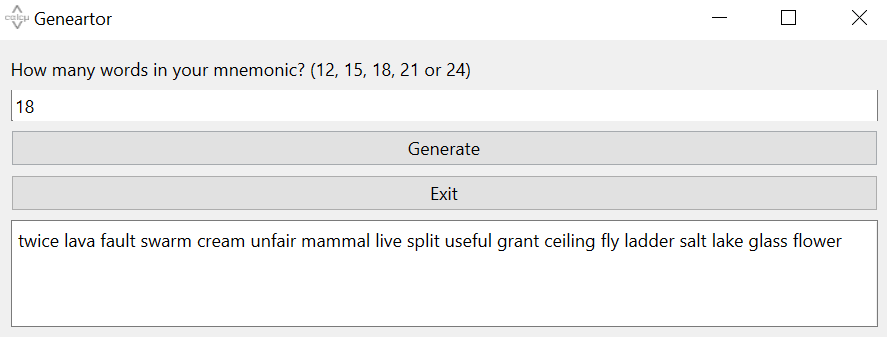 Geneartor
How many words in your mnemonic? (12, 15, 18, 21 or 24)
18
Generate
Exit
twice lava fault swarm cream unfair mammal live split useful grant ceiling fly ladder salt lake glass flower